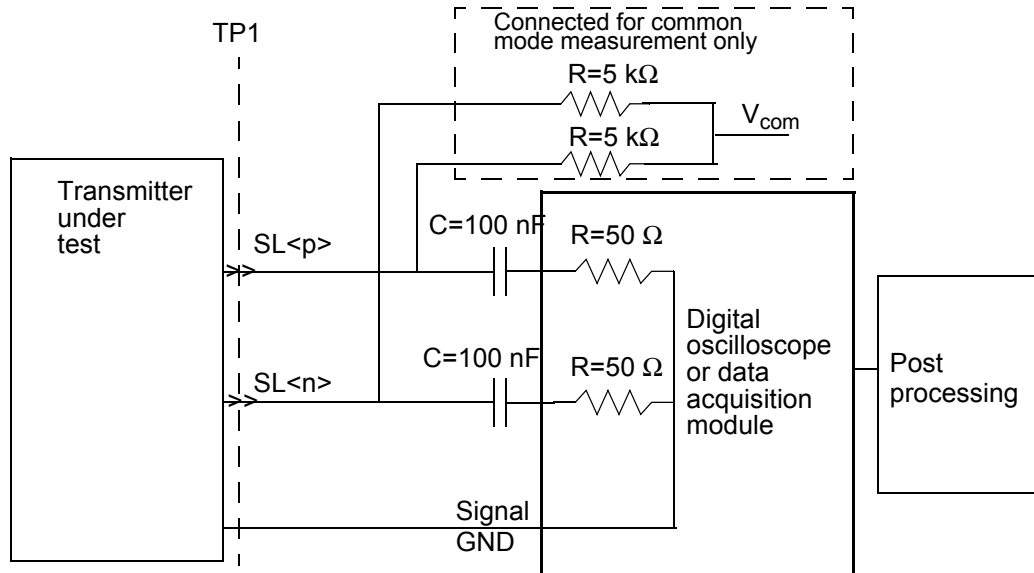 TP1
Connected for common
mode measurement only
R=5 kΩ
V_com
R=5 kΩ
Transmitter
under
test
SL<p>
C=100 nF
R=50 Ω
SL<n>
C=100 nF
R=50 Ω
Digital
oscilloscope
or data
acquisition
module
Post
processing
Signal
GND